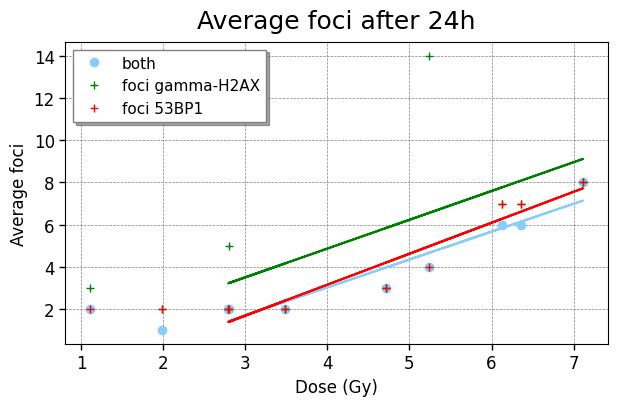 Average foci after 24h
both
foci gamma-H2AX
foci 53BP1
14
12
10
8
6
4
2
Average foci
1 2 3 4 5 6 7
Dose (Gy)